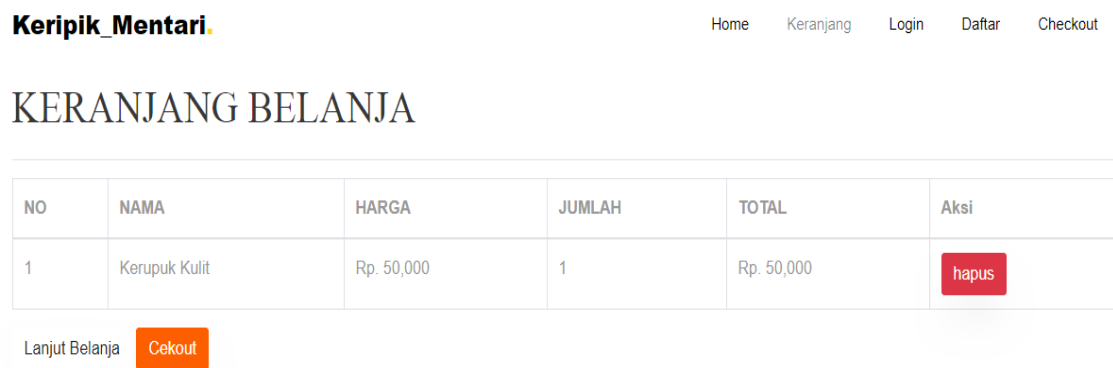 Keripik_Mentari. Home Keranjang Login Daftar Checkout
KERANJANG BELANJA
NO NAMA HARGA JUMLAH TOTAL Aksi
1 Kerupuk Kulit Rp. 50,000 1 Rp. 50,000 hapus
Lanjut Belanja Cekout